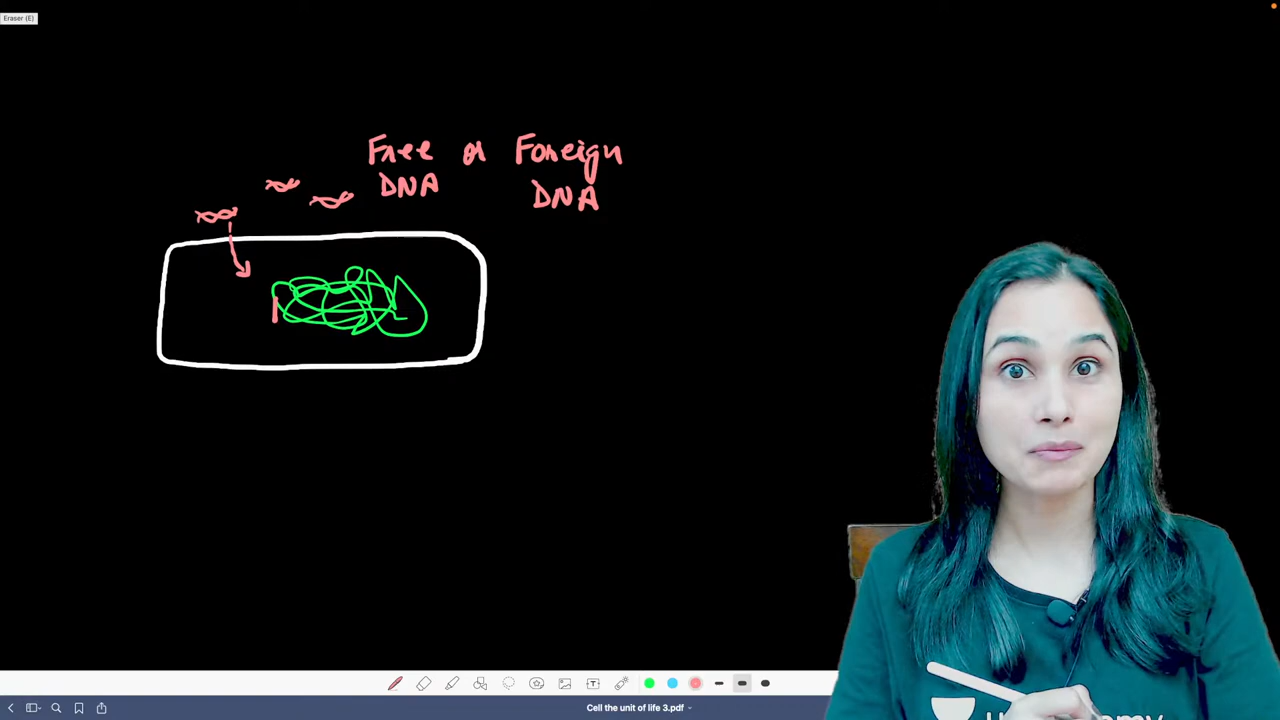 Eraser (E)
Free or Foreign
DNA DNA
Cell the unit of life 3.pdf